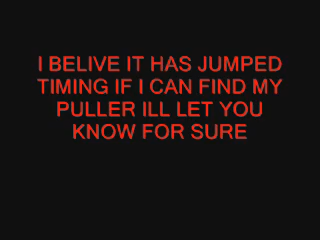 I BELIVE IT HAS JUMPED
TIMING IF I CAN FIND MY
PULLER ILL LET YOU
KNOW FOR SURE